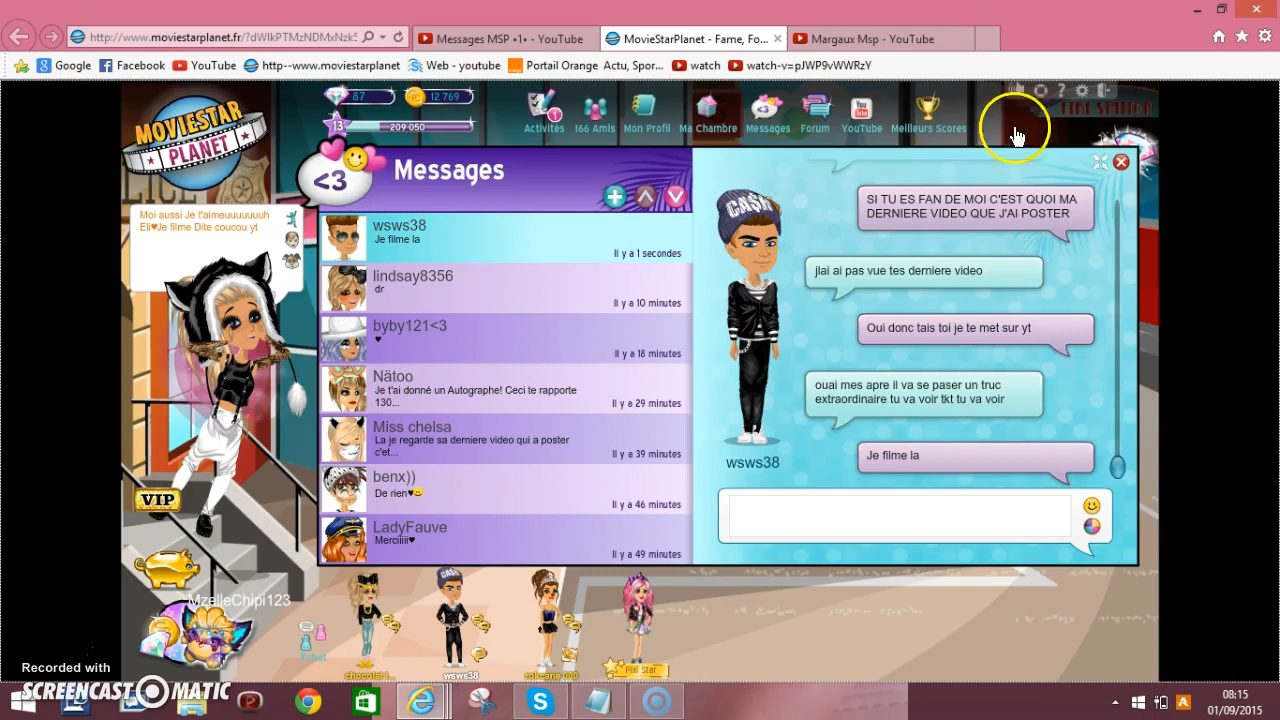 http://www.moviestarplanet.fr/?dWlkPTMzNDMxNzk5
Messages MSP •1• - YouTube
MovieStarPlanet - Fame, Fo...
Margaux Msp - YouTube
Google
Facebook
YouTube
http--www.moviestarplanet
Web - youtube
Portail Orange Actu, Spor...
watch
watch-v=pJWP9vWWRzY
MOVIESTAR
PLANET
87
12 769
13
209 050
1
Activités
166 Amis
Mon Profil
Ma Chambre
Messages
Forum
You
Tube
YouTube
Meilleurs Scores
<3
Messages
Moi aussi Je t'aimeuuuuuuuh
Eli♥Je filme Dite coucou yt
wsws38
Je filme la
Il y a 1 secondes
lindsay8356
dr
Il y a 10 minutes
byby121<3
♥
Il y a 18 minutes
Nätoo
Je t'ai donné un Autographe! Ceci te rapporte
130...
Il y a 29 minutes
Miss chelsa
La je regarde sa derniere video qui a poster
c'et...
Il y a 39 minutes
benx))
De rien♥
Il y a 46 minutes
LadyFauve
Merciiiii♥
Il y a 49 minutes
CA$H
wsws38
SI TU ES FAN DE MOI C'EST QUOI MA
DERNIERE VIDEO QUE J'AI POSTER
jlai ai pas vue tes derniere video
Oui donc tais toi je te met sur yt
ouai mes apre il va se paser un truc
extraordinaire tu va voir tkt tu va voir
Je filme la
VIP
MzelleChipi123
wsws38
Pixi Star
Recorded with
SCREENCAST MATIC
08:15
01/09/2015